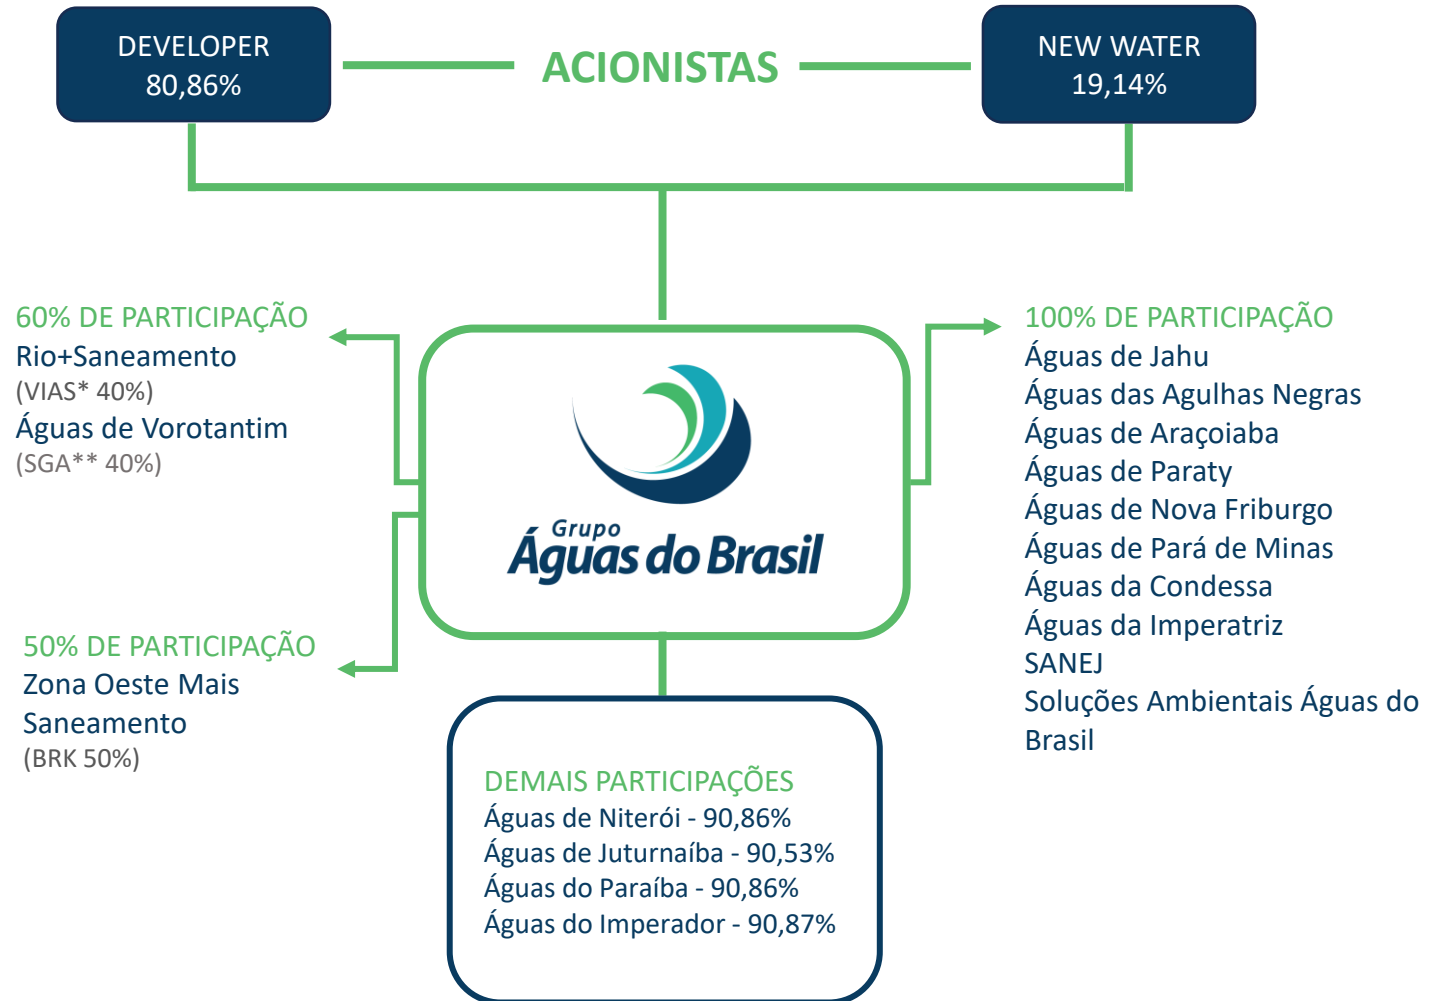 DEVELOPER
80,86%
ACIONISTAS
NEW WATER
19,14%
60% DE PARTICIPAÇÃO
Rio+Saneamento
(VIAS* 40%)
Águas de Vorotantim
(SGA** 40%)
50% DE PARTICIPAÇÃO
Zona Oeste Mais
Saneamento
(BRK 50%)
Grupo
Águas do Brasil
100% DE PARTICIPAÇÃO
Águas de Jahu
Águas das Agulhas Negras
Águas de Araçoiaba
Águas de Paraty
Águas de Nova Friburgo
Águas de Pará de Minas
Águas da Condessa
Águas da Imperatriz
SANEJ
Soluções Ambientais Águas do
Brasil
DEMAIS PARTICIPAÇÕES
Águas de Niterói - 90,86%
Águas de Juturnaíba - 90,53%
Águas do Paraíba - 90,86%
Águas do Imperador - 90,87%